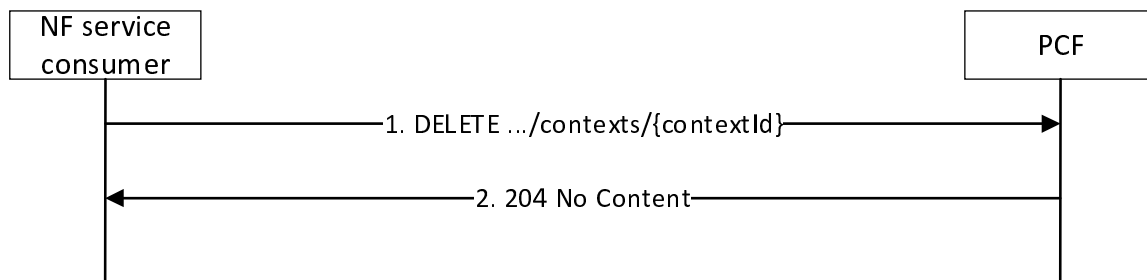 NF service
consumer
PCF
1. DELETE .../contexts/{contextId}
2. 204 No Content